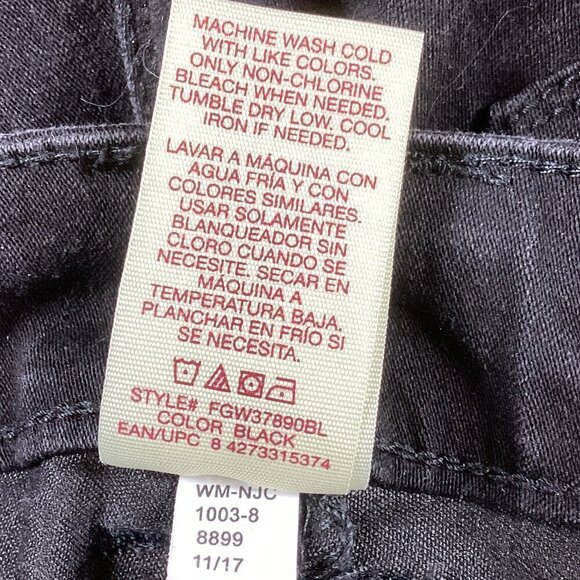 MACHINE WASH COLD
WITH LIKE COLORS.
ONLY NON-CHLORINE
BLEACH WHEN NEEDED.
TUMBLE DRY LOW. COOL
IRON IF NEEDED.
LAVAR A MÁQUINA CON
AGUA FRÍA Y CON
COLORES SIMILARES.
USAR SOLAMENTE
BLANQUEADOR SIN
CLORO CUANDO SE
NECESITE. SECAR EN
MÁQUINA A
TEMPERATURA BAJA.
PLANCHAR EN FRÍO SI
SE NECESITA.
STYLE# FGW37890BL
COLOR BLACK
EAN/UPC 8 4273315374
WM-NJC
1003-8
8899
11/17